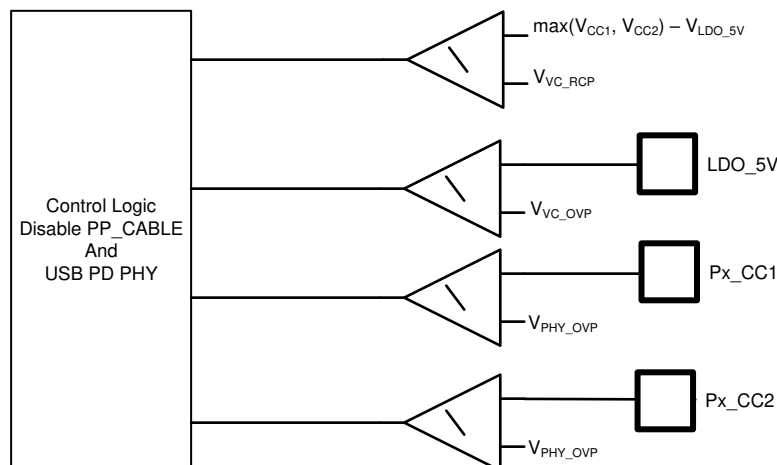 max(V_CC1, V_CC2) – V_LDO_5V
V_VC_RCP
LDO_5V
V_VC_OVP
Control Logic
Disable PP_CABLE
And
USB PD PHY
Px_CC1
V_PHY_OVP
Px_CC2
V_PHY_OVP